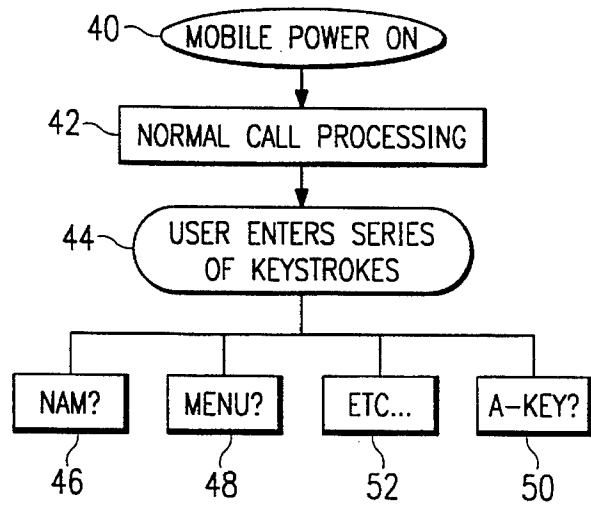 40
MOBILE POWER ON
42
NORMAL CALL PROCESSING
44
USER ENTERS SERIES
OF KEYSTROKES
NAM?
MENU?
ETC...
A-KEY?
46
48
52
50